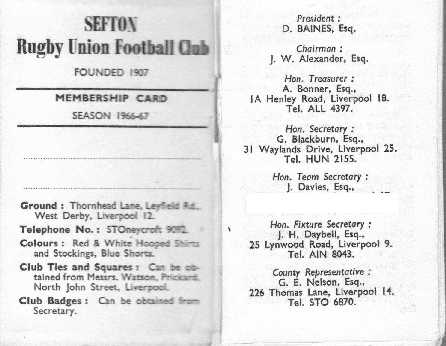 SEFTON
Rugby Union Football Club
FOUNDED 1907
MEMBERSHIP CARD
SEASON 1966-67
Ground : Thornhead Lane, Leyfield Rd.,
West Derby, Liverpool 12.
Telephone No. : STOneycroft 9092.
Colours : Red & White Hooped Shirts
and Stockings, Blue Shorts.
Club Ties and Squares : Can be ob-
tained from Messrs. Watson, Prickard,
North John Street, Liverpool.
Club Badges : Can be obtained from
Secretary.
President :
D. BAINES, Esq.
Chairman :
J. W. Alexander, Esq.
Hon. Treasurer :
A. Bonner, Esq.,
1A Henley Road, Liverpool 18.
Tel. ALL 4397.
Hon. Secretary :
G. Blackburn, Esq.,
31 Waylands Drive, Liverpool 25.
Tel. HUN 2155.
Hon. Team Secretary :
J. Davies, Esq.,
Hon. Fixture Secretary :
J. H. Daybell, Esq.,
25 Lynwood Road, Liverpool 9.
Tel. AIN 8043.
County Representative :
G. E. Nelson, Esq.,
226 Thomas Lane, Liverpool 14.
Tel. STO 6870.